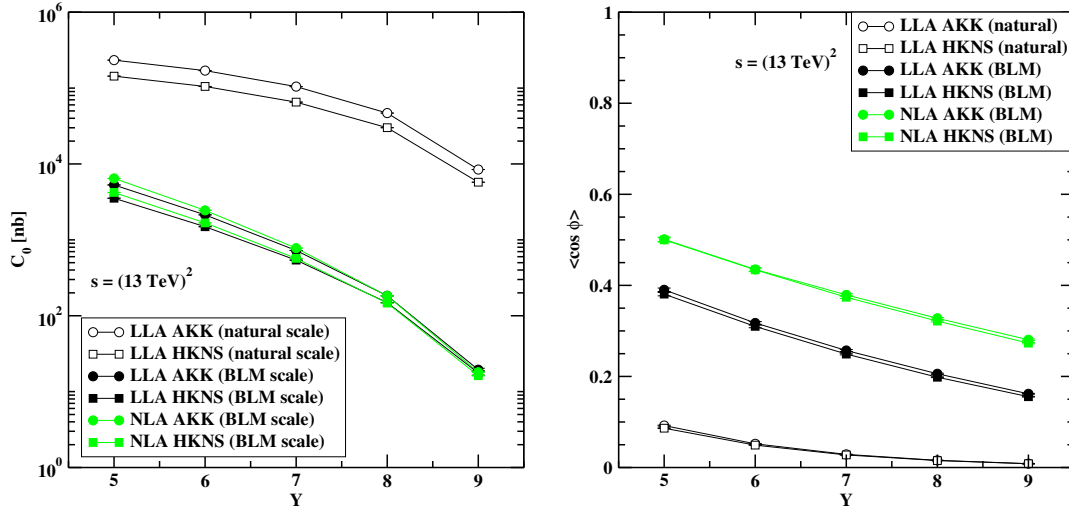 10^6
10^4
10^2
10^0
C_0 [nb]
s = (13 TeV)^2
LLA AKK (natural scale)
LLA HKNS (natural scale)
LLA AKK (BLM scale)
LLA HKNS (BLM scale)
NLA AKK (BLM scale)
NLA HKNS (BLM scale)
5 6 7 8 9
Y
1
0.8
0.6
0.4
0.2
0
<cos ϕ>
s = (13 TeV)^2
LLA AKK (natural)
LLA HKNS (natural)
LLA AKK (BLM)
LLA HKNS (BLM)
NLA AKK (BLM)
NLA HKNS (BLM)
5 6 7 8 9
Y